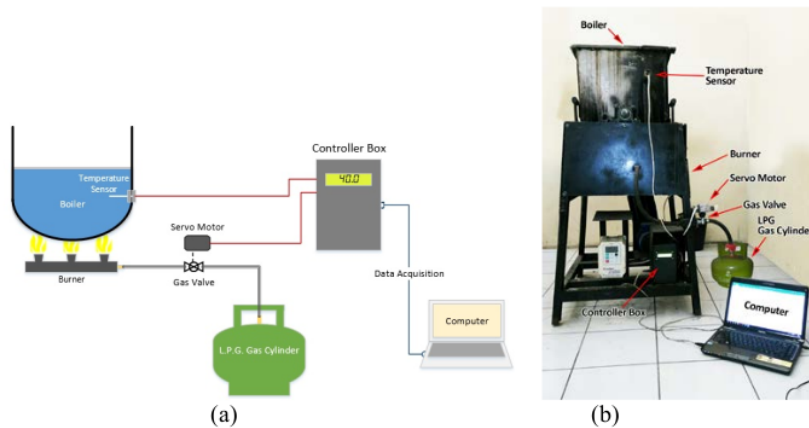 Controller Box
40.0
Temperature
Sensor
Boiler
Servo Motor
Burner
Gas Valve
Data Acquisition
Computer
L.P.G. Gas Cylinder
(a)
Boiler
Temperature
Sensor
Burner
Servo Motor
Gas Valve
LPG
Gas Cylinder
Computer
Controller Box
(b)